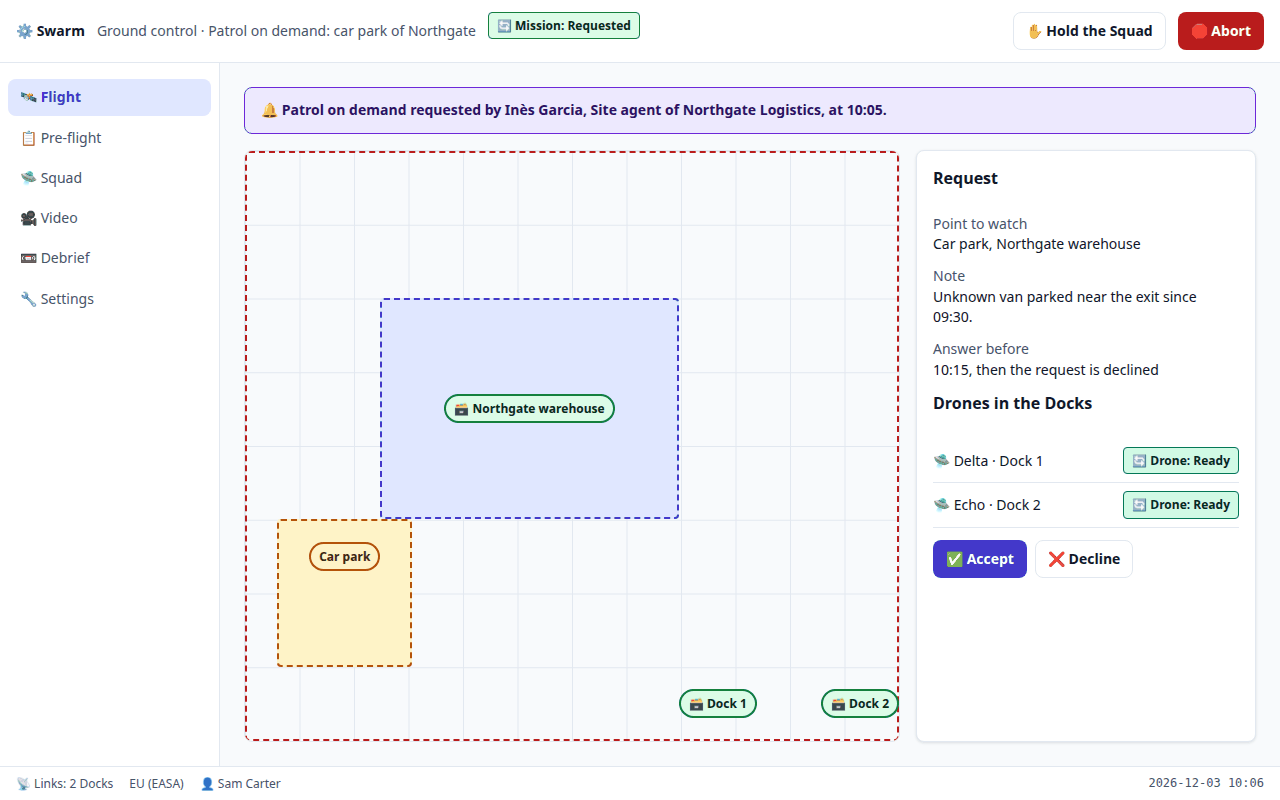 ⚙️ Swarm Ground control · Patrol on demand: car park of Northgate 🔄 Mission: Requested ✋ Hold the Squad 🛑 Abort
🛰️ Flight
📋 Pre-flight
🛸 Squad
🎥 Video
📼 Debrief
🔧 Settings
🔔 Patrol on demand requested by Inès Garcia, Site agent of Northgate Logistics, at 10:05.
🗃️ Northgate warehouse
Car park
🗃️ Dock 1
🗃️ Dock 2
Request
Point to watch
Car park, Northgate warehouse
Note
Unknown van parked near the exit since
09:30.
Answer before
10:15, then the request is declined
Drones in the Docks
🛸 Delta · Dock 1 🔄 Drone: Ready
🛸 Echo · Dock 2 🔄 Drone: Ready
✅ Accept ❌ Decline
📡 Links: 2 Docks EU (EASA) 👤 Sam Carter 2026-12-03 10:06